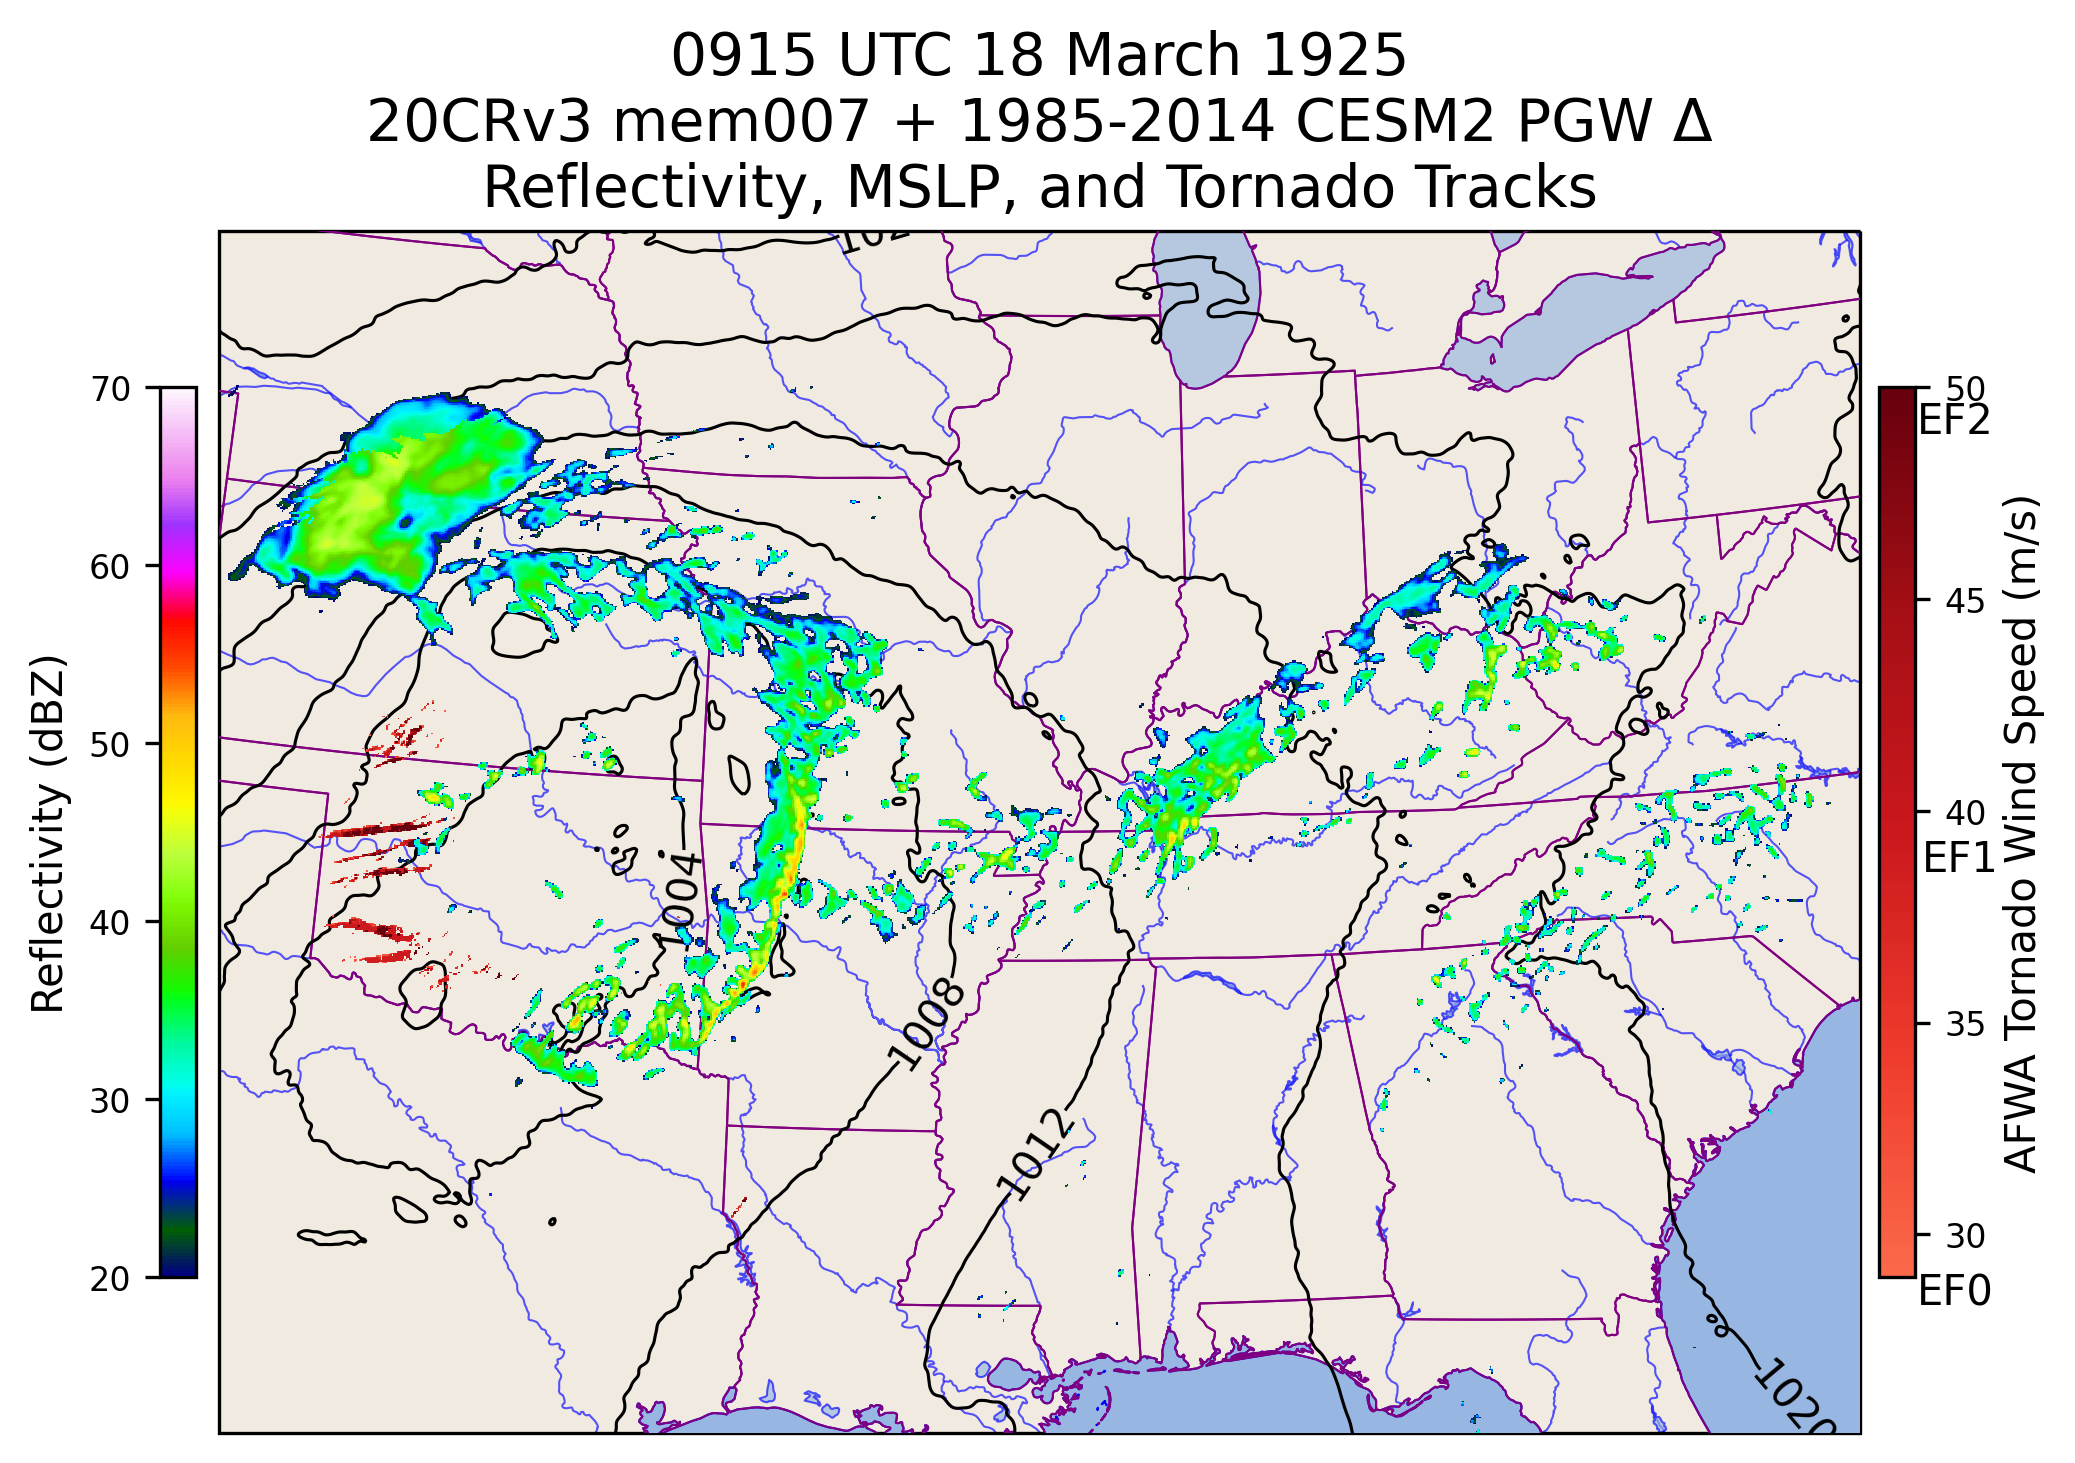 0915 UTC 18 March 1925
20CRv3 mem007 + 1985-2014 CESM2 PGW Δ
Reflectivity, MSLP, and Tornado Tracks
70
60
50
40
30
20
Reflectivity (dBZ)
1004
1008
1012
1020
50
EF2
45
40
EF1
35
30
EF0
AFWA Tornado Wind Speed (m/s)